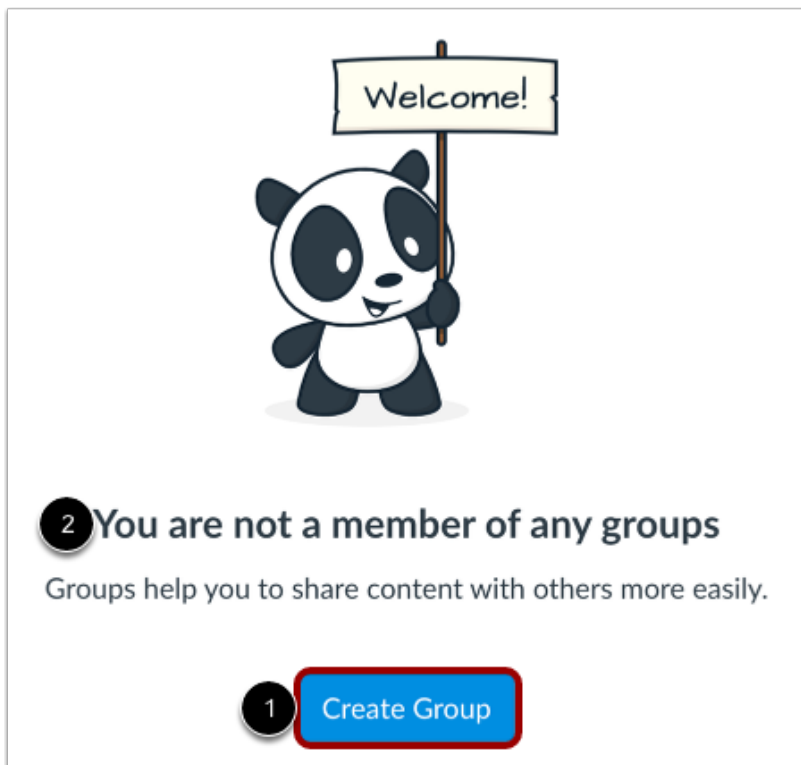 Welcome!
2 You are not a member of any groups
Groups help you to share content with others more easily.
1 Create Group